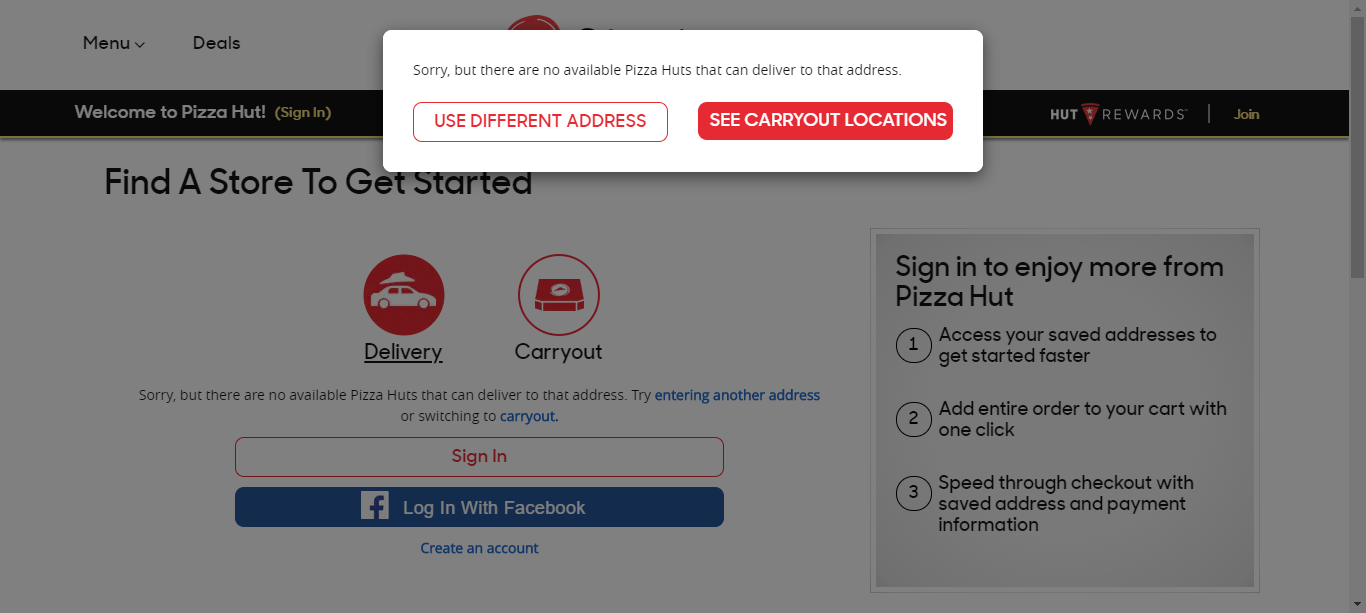 Menu
Deals
Sorry, but there are no available Pizza Huts that can deliver to that address.
USE DIFFERENT ADDRESS
SEE CARRYOUT LOCATIONS
Welcome to Pizza Hut! (Sign In)
HUT REWARDS
Join
Find A Store To Get Started
Delivery
Carryout
Sorry, but there are no available Pizza Huts that can deliver to that address. Try entering another address
or switching to carryout.
Sign In
Log In With Facebook
Create an account
Sign in to enjoy more from
Pizza Hut
1 Access your saved addresses to
get started faster
2 Add entire order to your cart with
one click
3 Speed through checkout with
saved address and payment
information